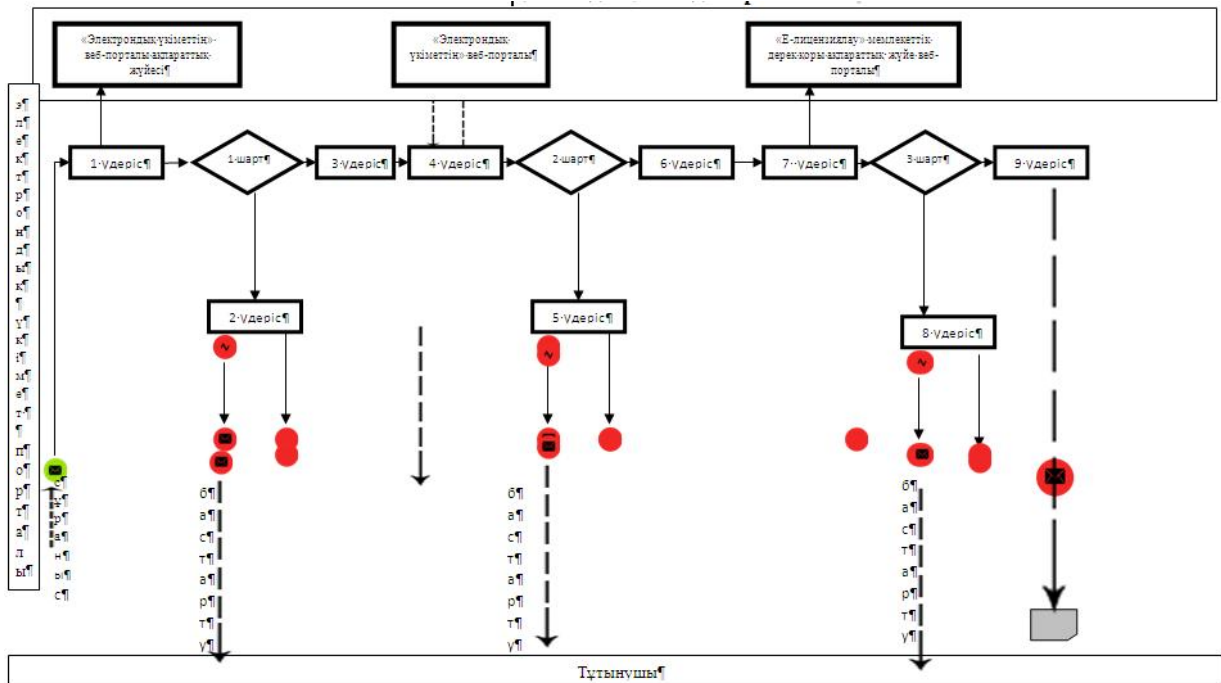 «Электрондық үкіметтің»
веб-порталы ақпараттық
жүйесі¶
«Электрондық
үкіметтің» веб-порталы¶
«Е-лицензиялау» мемлекеттік
дерек қоры ақпараттық жүйе веб-
порталы¶
э¶
л¶
е¶
к¶
т¶
р¶
о¶
н¶
д¶
ы¶
қ¶
¶
ү¶
к¶
і¶
м¶
е¶
т¶
¶
п¶
о¶
р¶
т¶
а¶
л
ы¶
1·үдеріс¶
1·шарт¶
3·үдеріс¶
4·үдеріс¶
2·шарт¶
6·үдеріс¶
7··үдеріс¶
3·шарт¶
9·үдеріс¶
2·үдеріс¶
5·үдеріс¶
8·үдеріс¶
с¶
ұ¶
р¶
а¶
н¶
ы¶
с¶
б¶
а¶
с¶
т¶
а¶
р¶
т¶
у¶
б¶
а¶
с¶
т¶
а¶
р¶
т¶
у¶
б¶
а¶
с¶
т¶
а¶
р¶
т¶
у¶
Тұтынушы¶